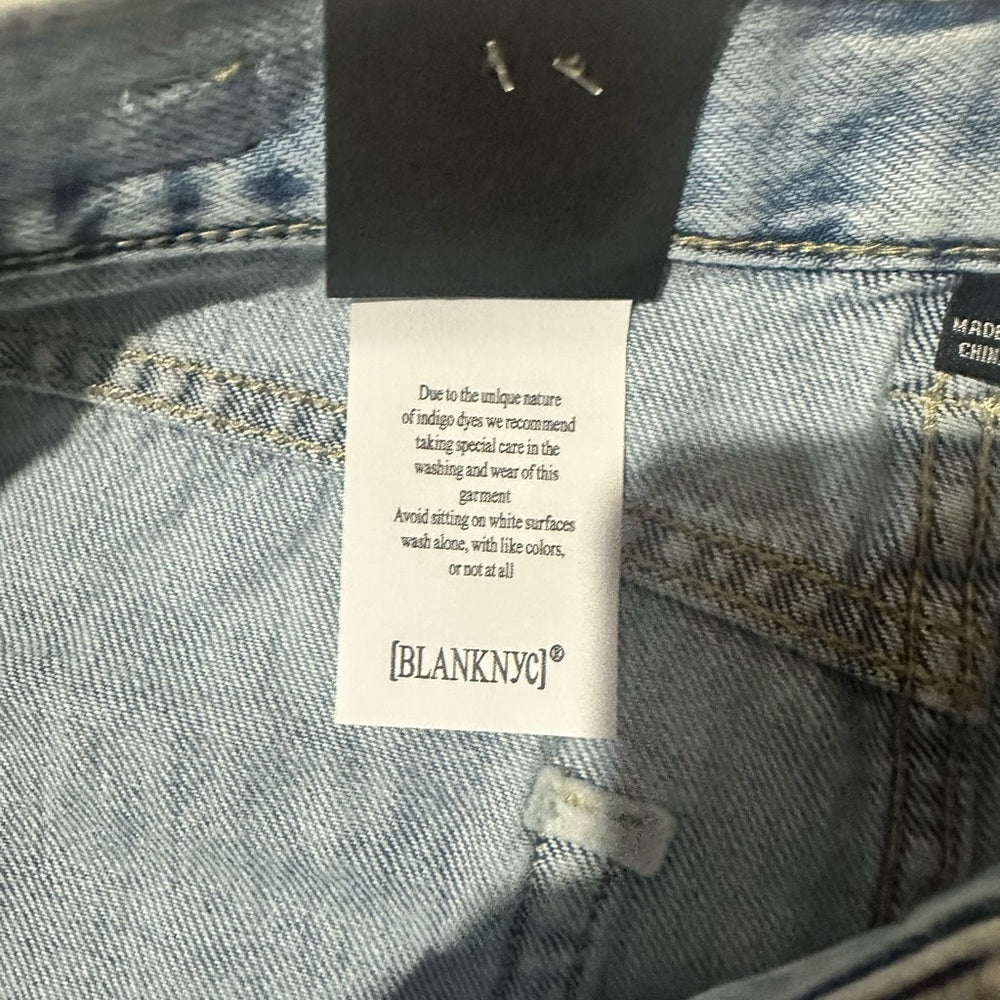 MADE
CHIN
Due to the unique nature
of indigo dyes we recommend
taking special care in the
washing and wear of this
garment
Avoid sitting on white surfaces
wash alone, with like colors,
or not at all
[BLANKNYC]®